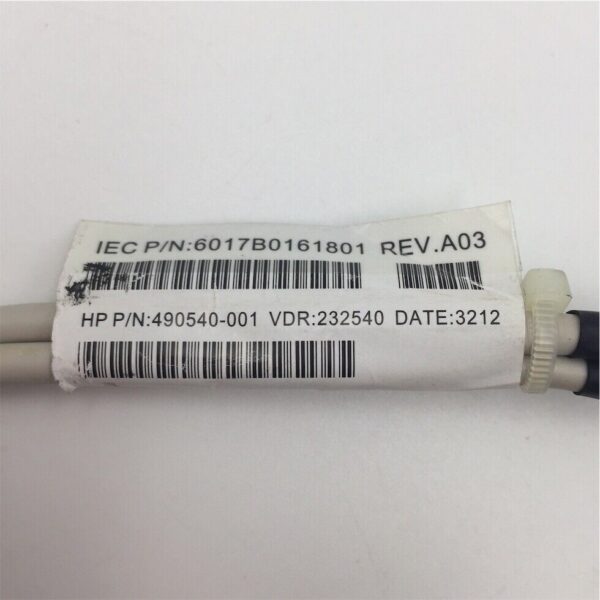 IEC P/N:6017B0161801 REV.A03
HP P/N:490540-001 VDR:232540 DATE:3212